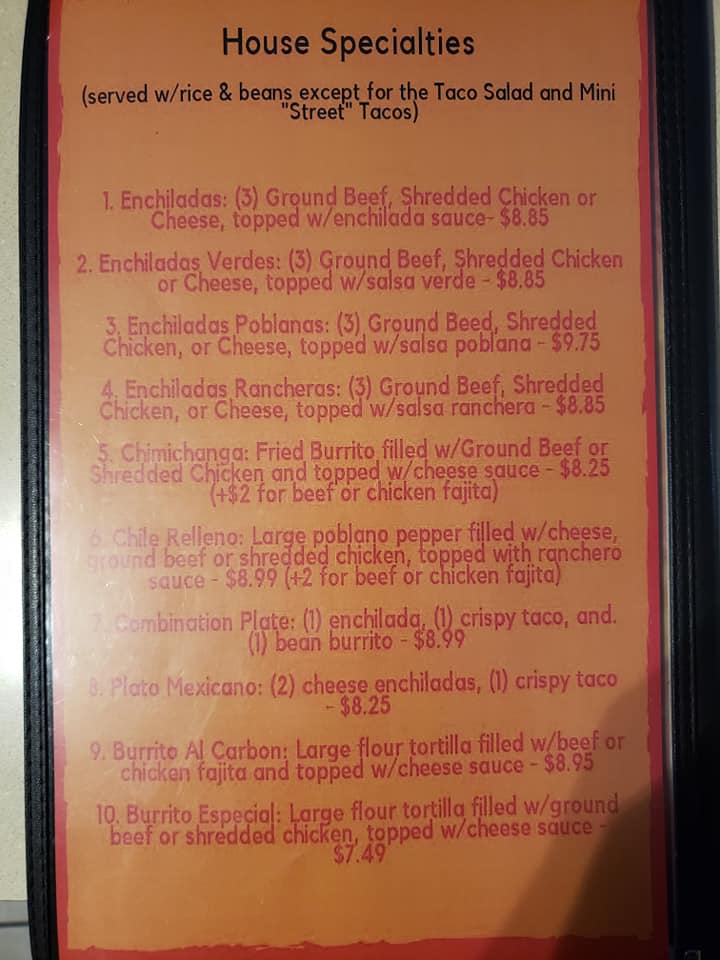 House Specialties
(served w/rice & beans except for the Taco Salad and Mini
"Street" Tacos)
1. Enchiladas: (3) Ground Beef, Shredded Chicken or
Cheese, topped w/enchilada sauce- $8.85
2. Enchiladas Verdes: (3) Ground Beef, Shredded Chicken
or Cheese, topped w/salsa verde - $8.85
3. Enchiladas Poblanas: (3) Ground Beed, Shredded
Chicken, or Cheese, topped w/salsa poblana - $9.75
4. Enchiladas Rancheras: (3) Ground Beef, Shredded
Chicken, or Cheese, topped w/salsa ranchera - $8.85
5. Chimichanga: Fried Burrito filled w/Ground Beef or
Shredded Chicken and topped w/cheese sauce - $8.25
(+$2 for beef or chicken fajita)
6. Chile Relleno: Large poblano pepper filled w/cheese,
ground beef or shredded chicken, topped with ranchero
sauce - $8.99 (+2 for beef or chicken fajita)
7. Combination Plate: (1) enchilada, (1) crispy taco, and.
(1) bean burrito - $8.99
8. Plato Mexicano: (2) cheese enchiladas, (1) crispy taco
- $8.25
9. Burrito Al Carbon: Large flour tortilla filled w/beef or
chicken fajita and topped w/cheese sauce - $8.95
10. Burrito Especial: Large flour tortilla filled w/ground
beef or shredded chicken, topped w/cheese sauce -
$7.49